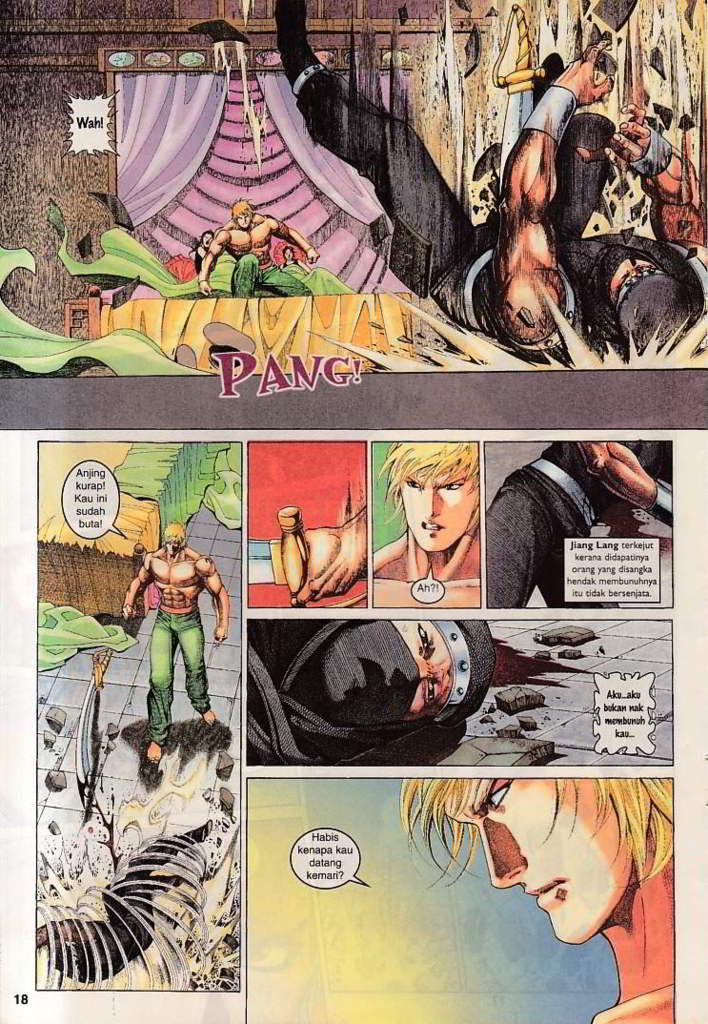 Wah!
PANG!
Anjing
kurap!
Kau ini
sudah
buta!
Ah?!
Jiang Lang terkejut
kerana didapatinya
orang yang disangka
hendak membunuhnya
itu tidak bersenjata.
Aku...aku
bukan nak
membunuh
kau...
Habis
kenapa kau
datang
kemari?
18